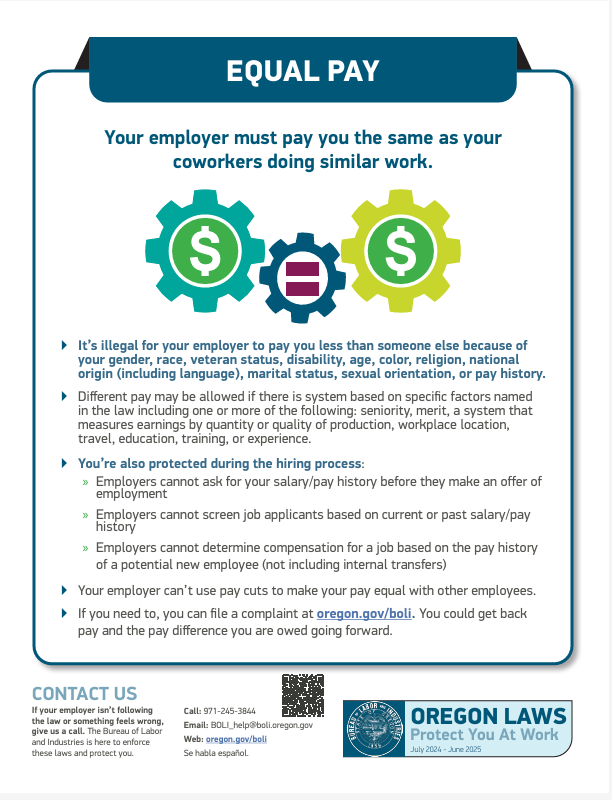 EQUAL PAY
Your employer must pay you the same as your
coworkers doing similar work.
$ = $
It's illegal for your employer to pay you less than someone else because of
your gender, race, veteran status, disability, age, color, religion, national
origin (including language), marital status, sexual orientation, or pay history.
Different pay may be allowed if there is system based on specific factors named
in the law including one or more of the following: seniority, merit, a system that
measures earnings by quantity or quality of production, workplace location,
travel, education, training, or experience.
You're also protected during the hiring process:
» Employers cannot ask for your salary/pay history before they make an offer of
employment
» Employers cannot screen job applicants based on current or past salary/pay
history
» Employers cannot determine compensation for a job based on the pay history
of a potential new employee (not including internal transfers)
Your employer can't use pay cuts to make your pay equal with other employees.
If you need to, you can file a complaint at oregon.gov/boli. You could get back
pay and the pay difference you are owed going forward.
CONTACT US
If your employer isn't following
the law or something feels wrong,
give us a call. The Bureau of Labor
and Industries is here to enforce
these laws and protect you.
Call: 971-245-3844
Email: BOLI_help@boli.oregon.gov
Web: oregon.gov/boli
Se habla español.
BUREAU OF LABOR AND INDUSTRIES
1859
OREGON LAWS
Protect You At Work
July 2024 - June 2025